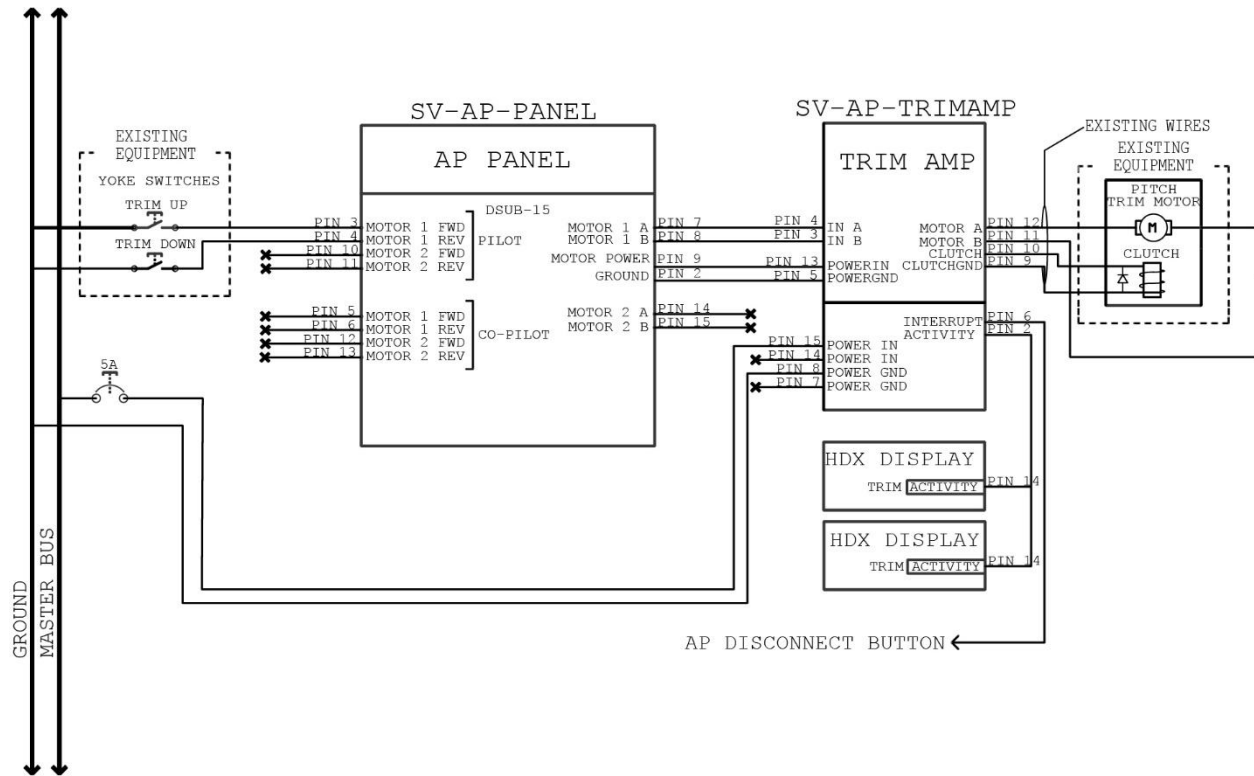 SV-AP-PANEL
SV-AP-TRIMAMP
EXISTING
EQUIPMENT
YOKE SWITCHES
TRIM UP
TRIM DOWN
AP PANEL
DSUB-15
PIN 3 MOTOR 1 FWD
PIN 4 MOTOR 1 REV
PIN 10 MOTOR 2 FWD
PIN 11 MOTOR 2 REV
PILOT
PIN 5 MOTOR 1 FWD
PIN 6 MOTOR 1 REV
PIN 12 MOTOR 2 FWD
PIN 13 MOTOR 2 REV
CO-PILOT
MOTOR 1 A PIN 7
MOTOR 1 B PIN 8
MOTOR POWER PIN 9
GROUND PIN 2
MOTOR 2 A PIN 14
MOTOR 2 B PIN 15
TRIM AMP
PIN 4 IN A
PIN 3 IN B
PIN 13 POWERIN
PIN 5 POWERGND
MOTOR A PIN 12
MOTOR B PIN 11
CLUTCH PIN 10
CLUTCHGND PIN 9
INTERRUPT PIN 6
ACTIVITY PIN 2
PIN 15 POWER IN
PIN 14 POWER IN
PIN 8 POWER GND
PIN 7 POWER GND
EXISTING WIRES
EXISTING
EQUIPMENT
PITCH
TRIM MOTOR
M
CLUTCH
5A
HDX DISPLAY
TRIM ACTIVITY PIN 14
HDX DISPLAY
TRIM ACTIVITY PIN 14
AP DISCONNECT BUTTON
GROUND
MASTER BUS